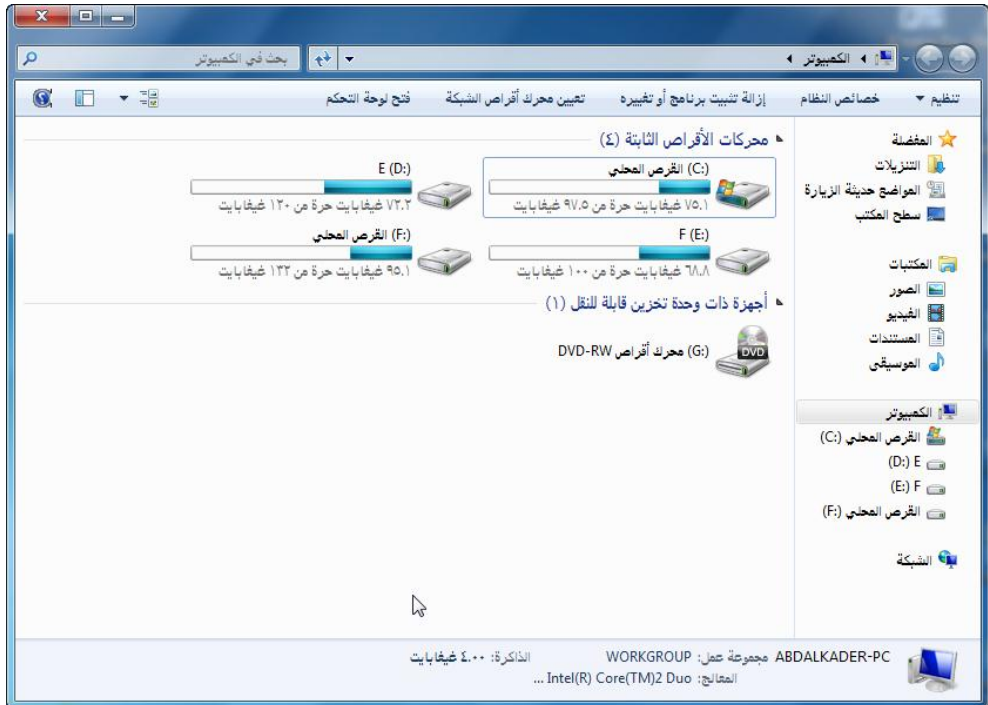 الكمبيوتر
بحث في الكمبيوتر
تنظيم
خصائص النظام
إزالة تثبيت برنامج أو تغييره
تعيين محرك أقراص الشبكة
فتح لوحة التحكم
المفضلة
التنزيلات
المواضع حديثة الزيارة
سطح المكتب
المكتبات
الصور
الفيديو
المستندات
الموسيقى
الكمبيوتر
القرص المحلي (C:)
E (D:)
F (E:)
القرص المحلي (F:)
الشبكة
محركات الأقراص الثابتة (٤)
القرص المحلي (C:)
٧٥.١ غيغابايت حرة من ٩٧.٥ غيغابايت
E (D:)
٧٢.٢ غيغابايت حرة من ١٢٠ غيغابايت
F (E:)
٦٨.٨ غيغابايت حرة من ١٠٠ غيغابايت
القرص المحلي (F:)
٩٥.١ غيغابايت حرة من ١٣٢ غيغابايت
أجهزة ذات وحدة تخزين قابلة للنقل (١)
محرك أقراص DVD-RW (G:)
DVD
ABDALKADER-PC مجموعة عمل: WORKGROUP الذاكرة: ٤.٠٠ غيغابايت
المعالج: Intel(R) Core(TM)2 Duo ...